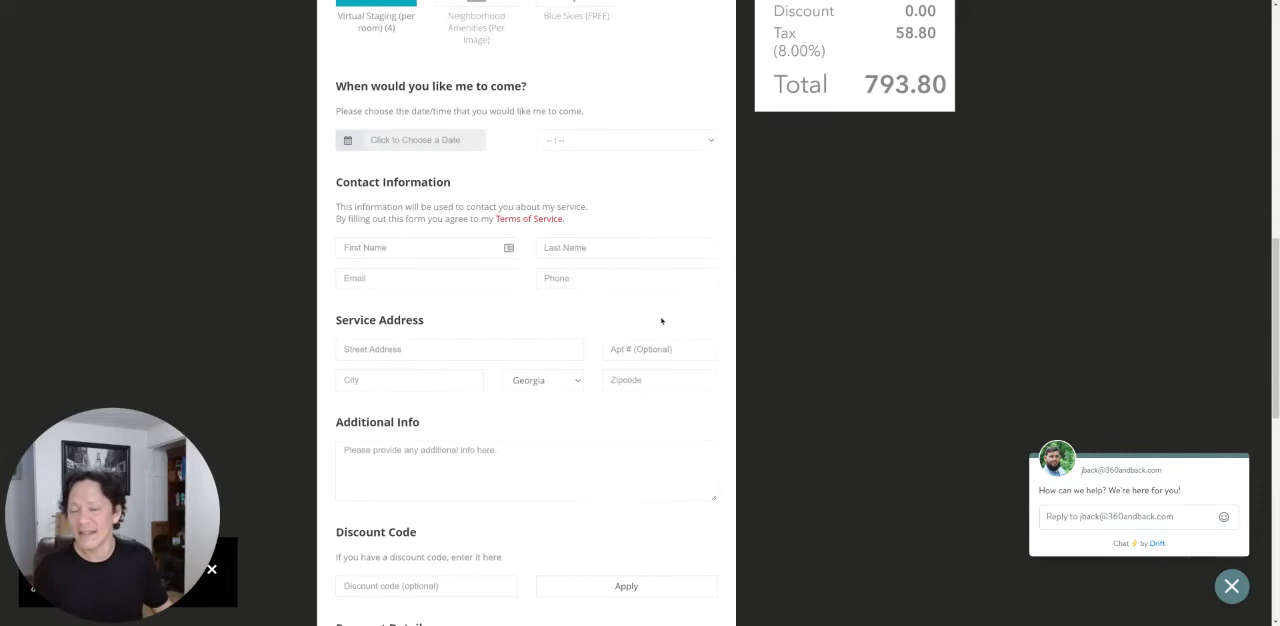 Virtual Staging (per
room) (4)
Neighborhood
Amenities (Per
Image)
Blue Skies (FREE)
Discount 0.00
Tax 58.80
(8.00%)
Total 793.80
When would you like me to come?
Please choose the date/time that you would like me to come.
Click to Choose a Date
-- : --
Contact Information
This information will be used to contact you about my service.
By filling out this form you agree to my Terms of Service.
First Name
Last Name
Email
Phone
Service Address
Street Address
Apt # (Optional)
City
Georgia
Zipcode
Additional Info
Please provide any additional info here.
Discount Code
If you have a discount code, enter it here
Discount code (optional)
Apply
jback@360andback.com
How can we help? We're here for you!
Reply to jback@360andback.com
Chat ⚡ by Drift